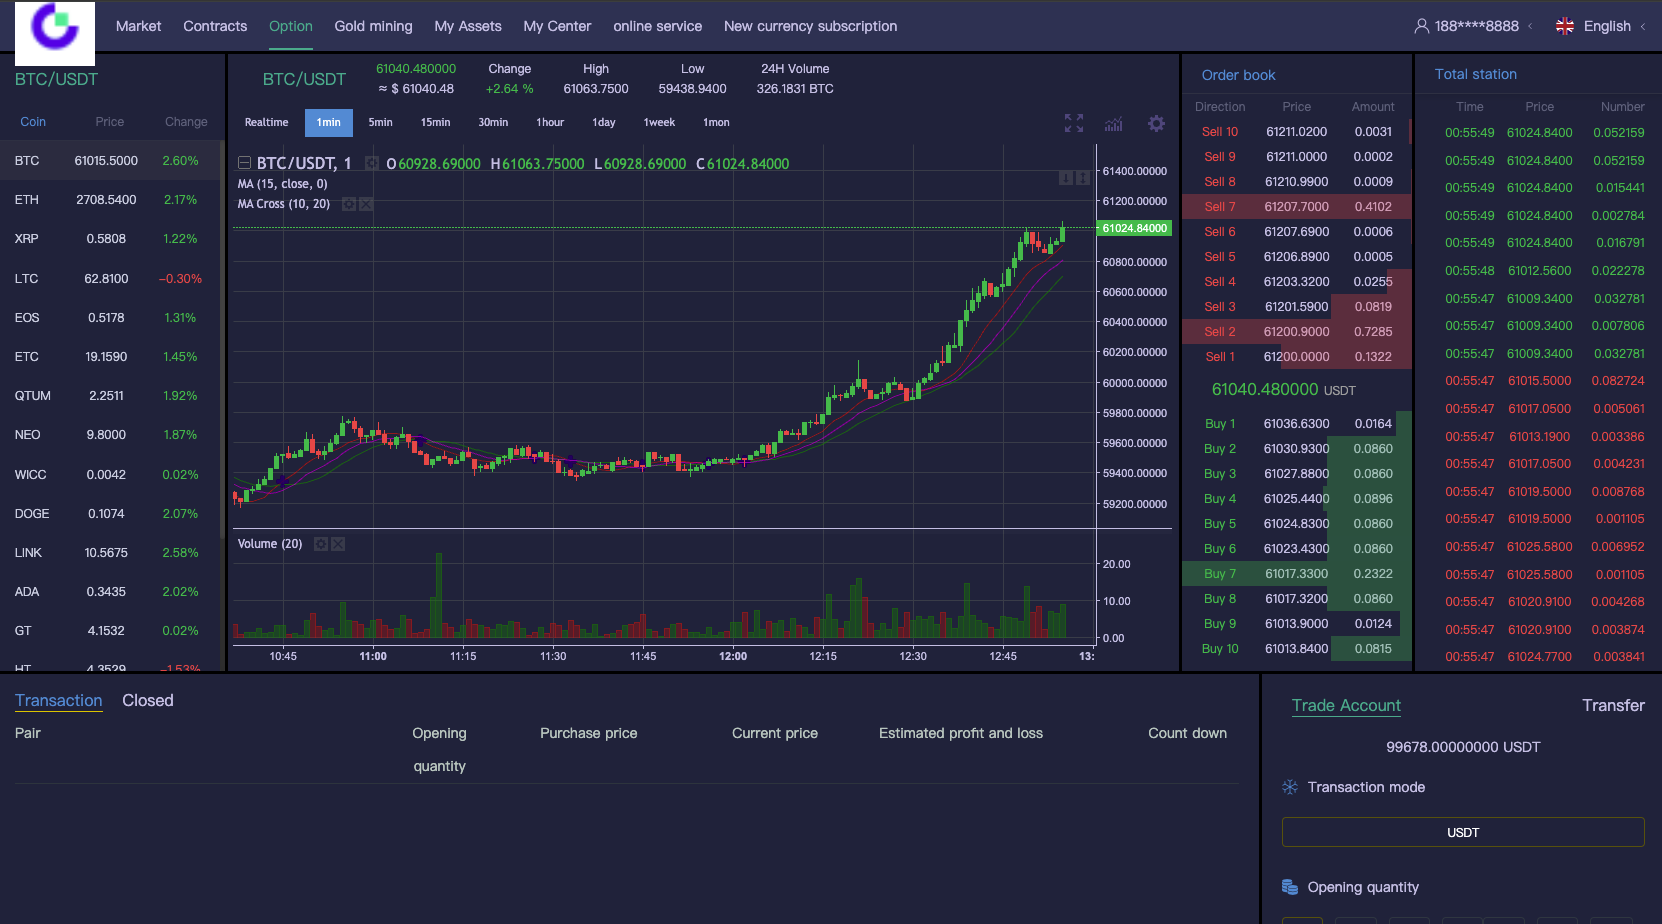 Market Contracts Option Gold mining My Assets My Center online service New currency subscription 188****8888 English
BTC/USDT
Coin Price Change
BTC 61015.5000 2.60%
ETH 2708.5400 2.17%
XRP 0.5808 1.22%
LTC 62.8100 −0.30%
EOS 0.5178 1.31%
ETC 19.1590 1.45%
QTUM 2.2511 1.92%
NEO 9.8000 1.87%
WICC 0.0042 0.02%
DOGE 0.1074 2.07%
LINK 10.5675 2.58%
ADA 0.3435 2.02%
GT 4.1532 0.02%
HT 4.3529 −1.53%
BTC/USDT
61040.480000 Change High Low 24H Volume
≈ $ 61040.48 +2.64 % 61063.7500 59438.9400 326.1831 BTC
Realtime 1min 5min 15min 30min 1hour 1day 1week 1mon
BTC/USDT, 1 O 60928.69000 H 61063.75000 L 60928.69000 C 61024.84000
MA (15, close, 0)
MA Cross (10, 20)
61400.00000
61200.00000
61024.84000
60800.00000
60600.00000
60400.00000
60200.00000
60000.00000
59800.00000
59600.00000
59400.00000
59200.00000
Volume (20)
20.00
10.00
0.00
10:45 11:00 11:15 11:30 11:45 12:00 12:15 12:30 12:45 13:
Order book
Direction Price Amount
Sell 10 61211.0200 0.0031
Sell 9 61211.0000 0.0002
Sell 8 61210.9900 0.0009
Sell 7 61207.7000 0.4102
Sell 6 61207.6900 0.0006
Sell 5 61206.8900 0.0005
Sell 4 61203.3200 0.0255
Sell 3 61201.5900 0.0819
Sell 2 61200.9000 0.7285
Sell 1 61200.0000 0.1322
61040.480000 USDT
Buy 1 61036.6300 0.0164
Buy 2 61030.9300 0.0860
Buy 3 61027.8800 0.0860
Buy 4 61025.4400 0.0896
Buy 5 61024.8300 0.0860
Buy 6 61023.4300 0.0860
Buy 7 61017.3300 0.2322
Buy 8 61017.3200 0.0860
Buy 9 61013.9000 0.0124
Buy 10 61013.8400 0.0815
Total station
Time Price Number
00:55:49 61024.8400 0.052159
00:55:49 61024.8400 0.052159
00:55:49 61024.8400 0.015441
00:55:49 61024.8400 0.002784
00:55:49 61024.8400 0.016791
00:55:48 61012.5600 0.022278
00:55:47 61009.3400 0.032781
00:55:47 61009.3400 0.007806
00:55:47 61009.3400 0.032781
00:55:47 61015.5000 0.082724
00:55:47 61017.0500 0.005061
00:55:47 61013.1900 0.003386
00:55:47 61017.0500 0.004231
00:55:47 61019.5000 0.008768
00:55:47 61019.5000 0.001105
00:55:47 61025.5800 0.006952
00:55:47 61025.5800 0.001105
00:55:47 61020.9100 0.004268
00:55:47 61020.9100 0.003874
00:55:47 61024.7700 0.003841
Transaction Closed
Pair Opening quantity Purchase price Current price Estimated profit and loss Count down
Trade Account Transfer
99678.00000000 USDT
Transaction mode
USDT
Opening quantity